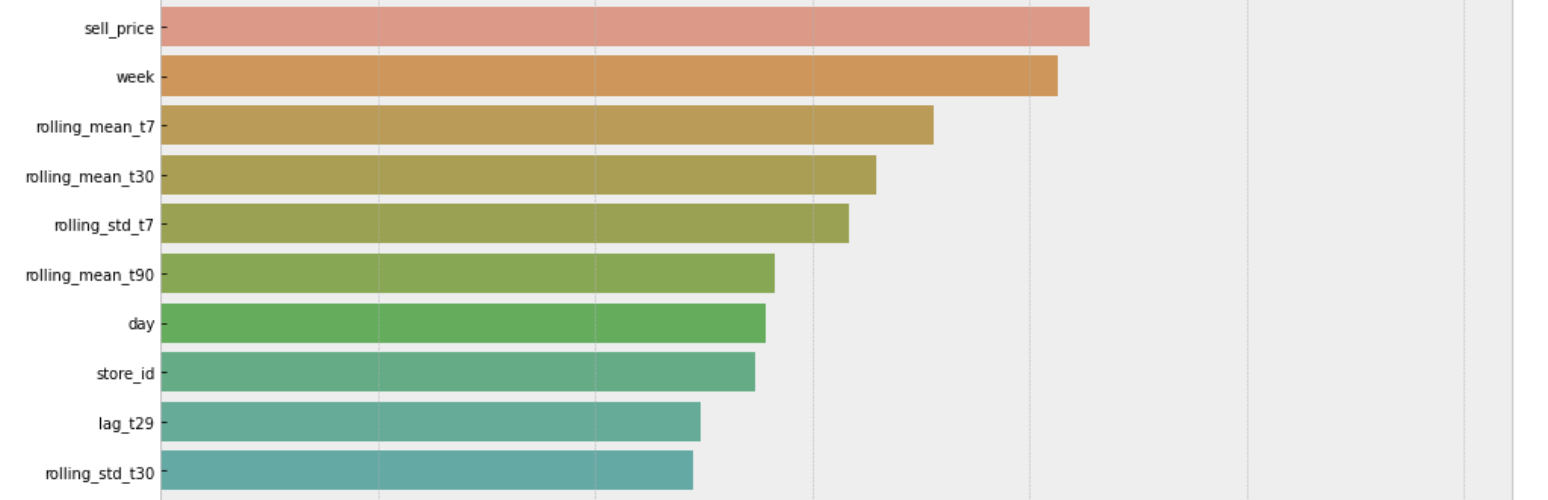 sell_price
week
rolling_mean_t7
rolling_mean_t30
rolling_std_t7
rolling_mean_t90
day
store_id
lag_t29
rolling_std_t30